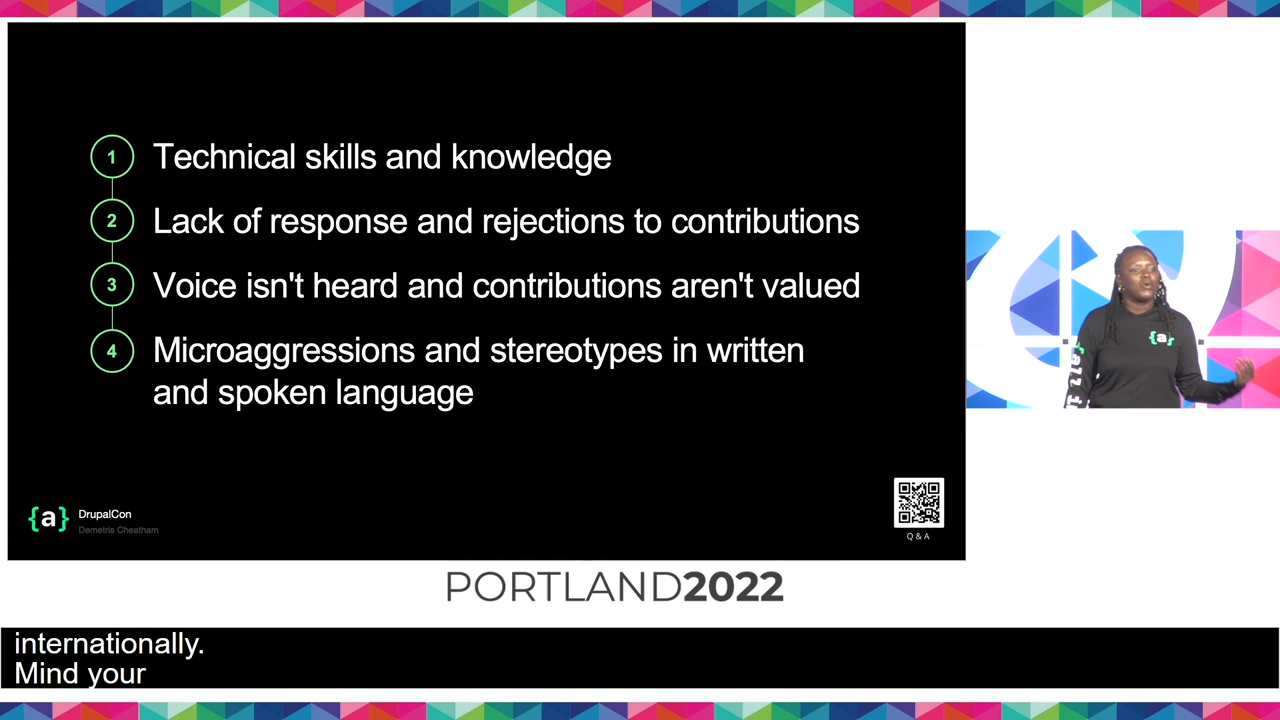 1 Technical skills and knowledge
2 Lack of response and rejections to contributions
3 Voice isn't heard and contributions aren't valued
4 Microaggressions and stereotypes in written
and spoken language
{a} DrupalCon
Demetris Cheatham
Q & A
{a}
PORTLAND2022
internationally.
Mind your